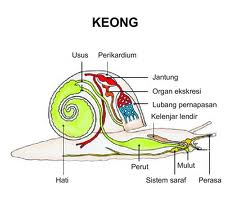 KEONG
Usus
Perikardium
Jantung
Organ ekskresi
Lubang pernapasan
Kelenjar lendir
Hati
Perut
Sistem saraf
Mulut
Perasa